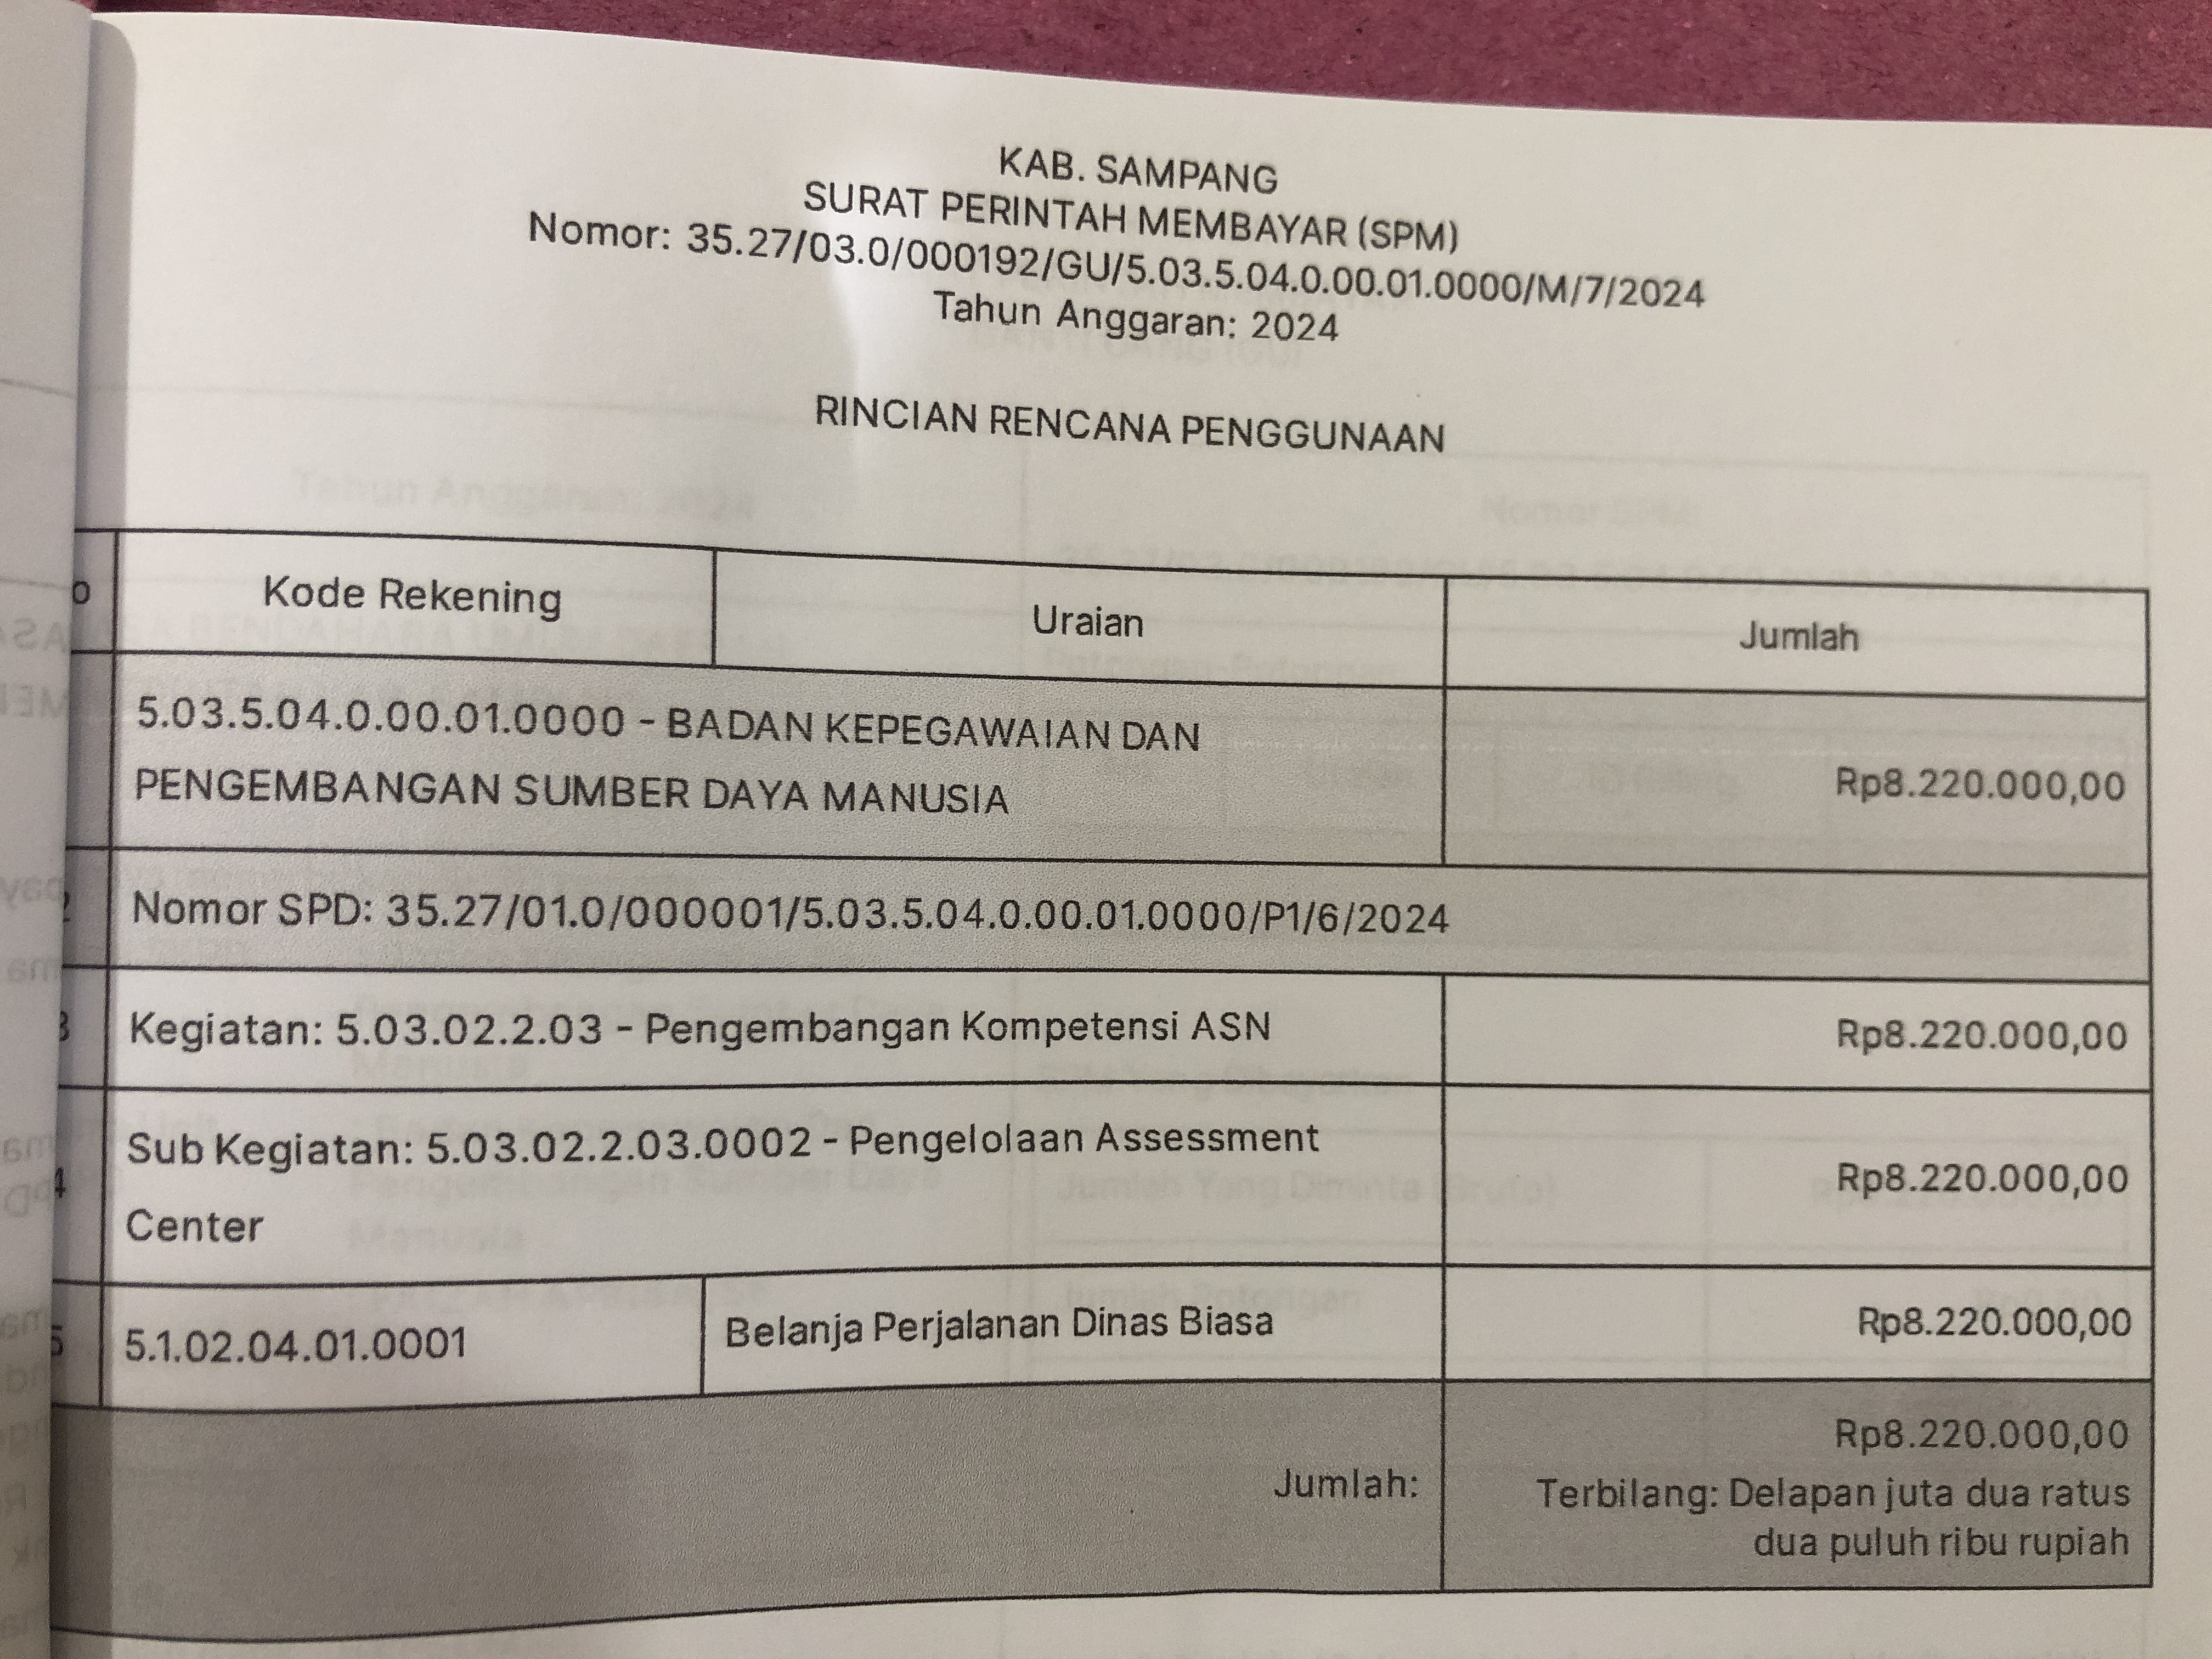 KAB. SAMPANG
SURAT PERINTAH MEMBAYAR (SPM)
Nomor: 35.27/03.0/000192/GU/5.03.5.04.0.00.01.0000/M/7/2024
Tahun Anggaran: 2024
RINCIAN RENCANA PENGGUNAAN
Kode Rekening
Uraian
Jumlah
5.03.5.04.0.00.01.0000 - BADAN KEPEGAWAIAN DAN
PENGEMBANGAN SUMBER DAYA MANUSIA
Rp8.220.000,00
Nomor SPD: 35.27/01.0/000001/5.03.5.04.0.00.01.0000/P1/6/2024
3
Kegiatan: 5.03.02.2.03 - Pengembangan Kompetensi ASN
Rp8.220.000,00
4
Sub Kegiatan: 5.03.02.2.03.0002 - Pengelolaan Assessment
Center
Rp8.220.000,00
5
5.1.02.04.01.0001
Belanja Perjalanan Dinas Biasa
Rp8.220.000,00
Jumlah:
Rp8.220.000,00
Terbilang: Delapan juta dua ratus
dua puluh ribu rupiah